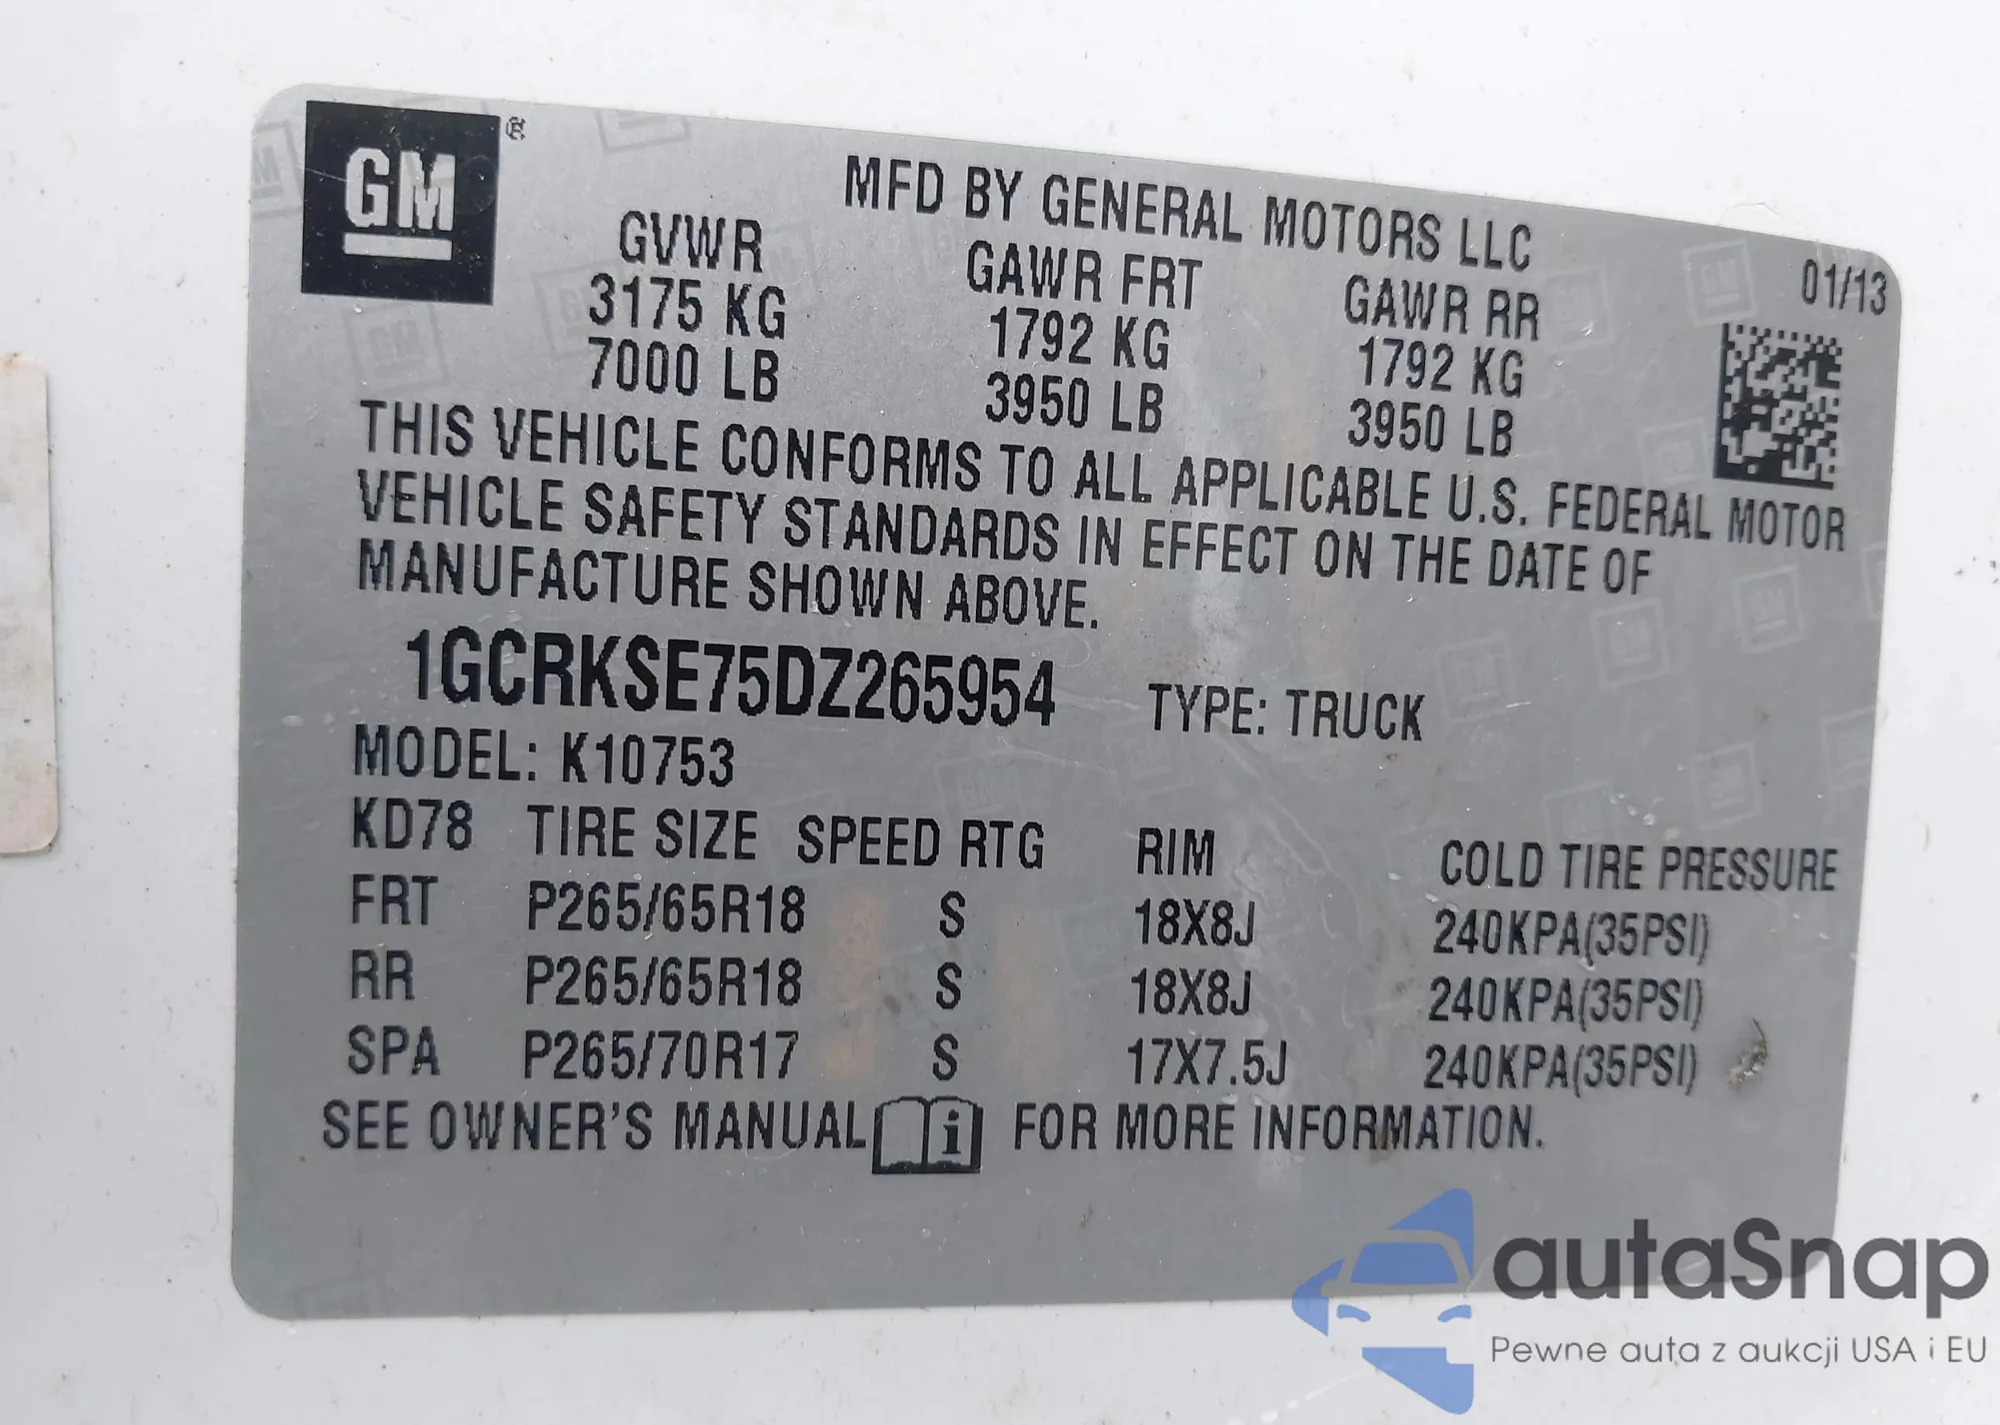 GM ®
MFD BY GENERAL MOTORS LLC
01/13
GVWR GAWR FRT GAWR RR
3175 KG 1792 KG 1792 KG
7000 LB 3950 LB 3950 LB
THIS VEHICLE CONFORMS TO ALL APPLICABLE U.S. FEDERAL MOTOR
VEHICLE SAFETY STANDARDS IN EFFECT ON THE DATE OF
MANUFACTURE SHOWN ABOVE.
1GCRKSE75DZ265954 TYPE: TRUCK
MODEL: K10753
KD78 TIRE SIZE SPEED RTG RIM COLD TIRE PRESSURE
FRT P265/65R18 S 18X8J 240KPA(35PSI)
RR P265/65R18 S 18X8J 240KPA(35PSI)
SPA P265/70R17 S 17X7.5J 240KPA(35PSI)
SEE OWNER'S MANUAL i FOR MORE INFORMATION.
autaSnap
Pewne auta z aukcji USA i EU